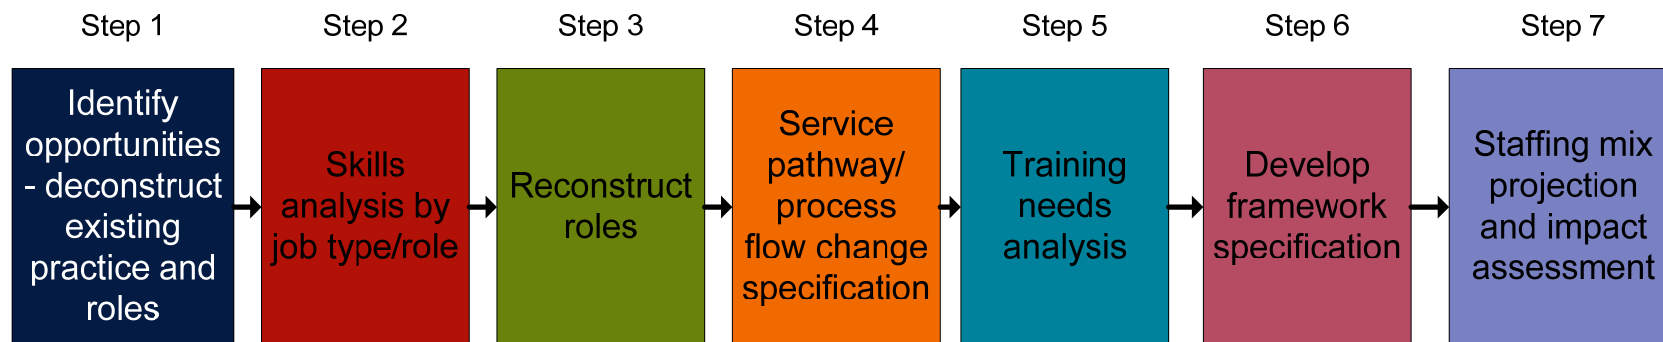 Step 1
Step 2
Step 3
Step 4
Step 5
Step 6
Step 7
Identify
opportunities
- deconstruct
existing
practice and
roles
Skills
analysis by
job type/role
Reconstruct
roles
Service
pathway/
process
flow change
specification
Training
needs
analysis
Develop
framework
specification
Staffing mix
projection
and impact
assessment